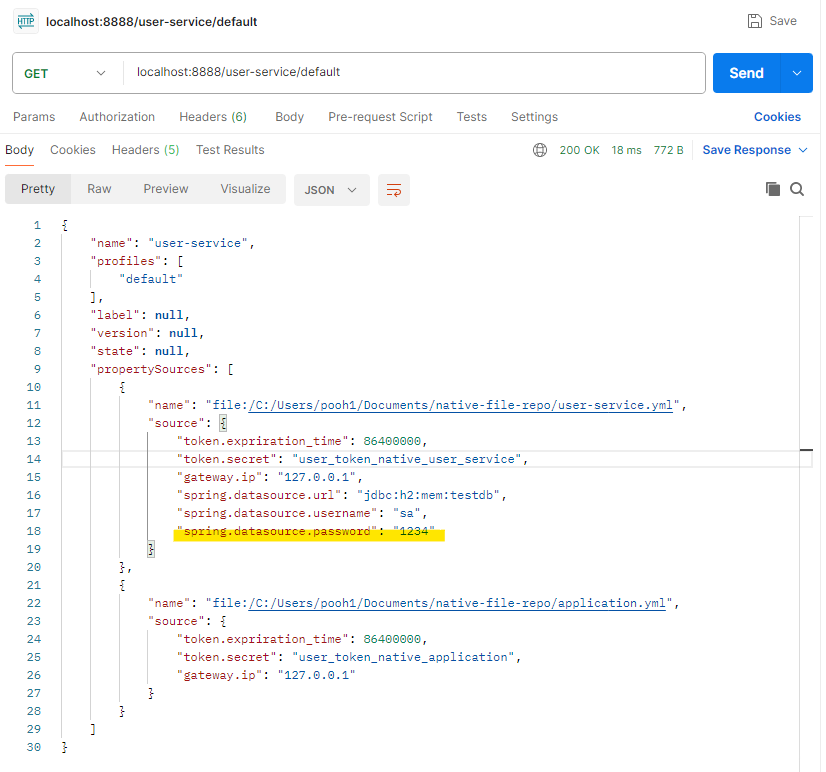 HTTP localhost:8888/user-service/default Save
GET localhost:8888/user-service/default Send
Params Authorization Headers (6) Body Pre-request Script Tests Settings Cookies
Body Cookies Headers (5) Test Results 200 OK 18 ms 772 B Save Response
Pretty Raw Preview Visualize JSON
1 {
2 "name": "user-service",
3 "profiles": [
4 "default"
5 ],
6 "label": null,
7 "version": null,
8 "state": null,
9 "propertySources": [
10 {
11 "name": "file:/C:/Users/pooh1/Documents/native-file-repo/user-service.yml",
12 "source": {
13 "token.expriration_time": 86400000,
14 "token.secret": "user_token_native_user_service",
15 "gateway.ip": "127.0.0.1",
16 "spring.datasource.url": "jdbc:h2:mem:testdb",
17 "spring.datasource.username": "sa",
18 "spring.datasource.password": "1234"
19 }
20 },
21 {
22 "name": "file:/C:/Users/pooh1/Documents/native-file-repo/application.yml",
23 "source": {
24 "token.expriration_time": 86400000,
25 "token.secret": "user_token_native_application",
26 "gateway.ip": "127.0.0.1"
27 }
28 }
29 ]
30 }